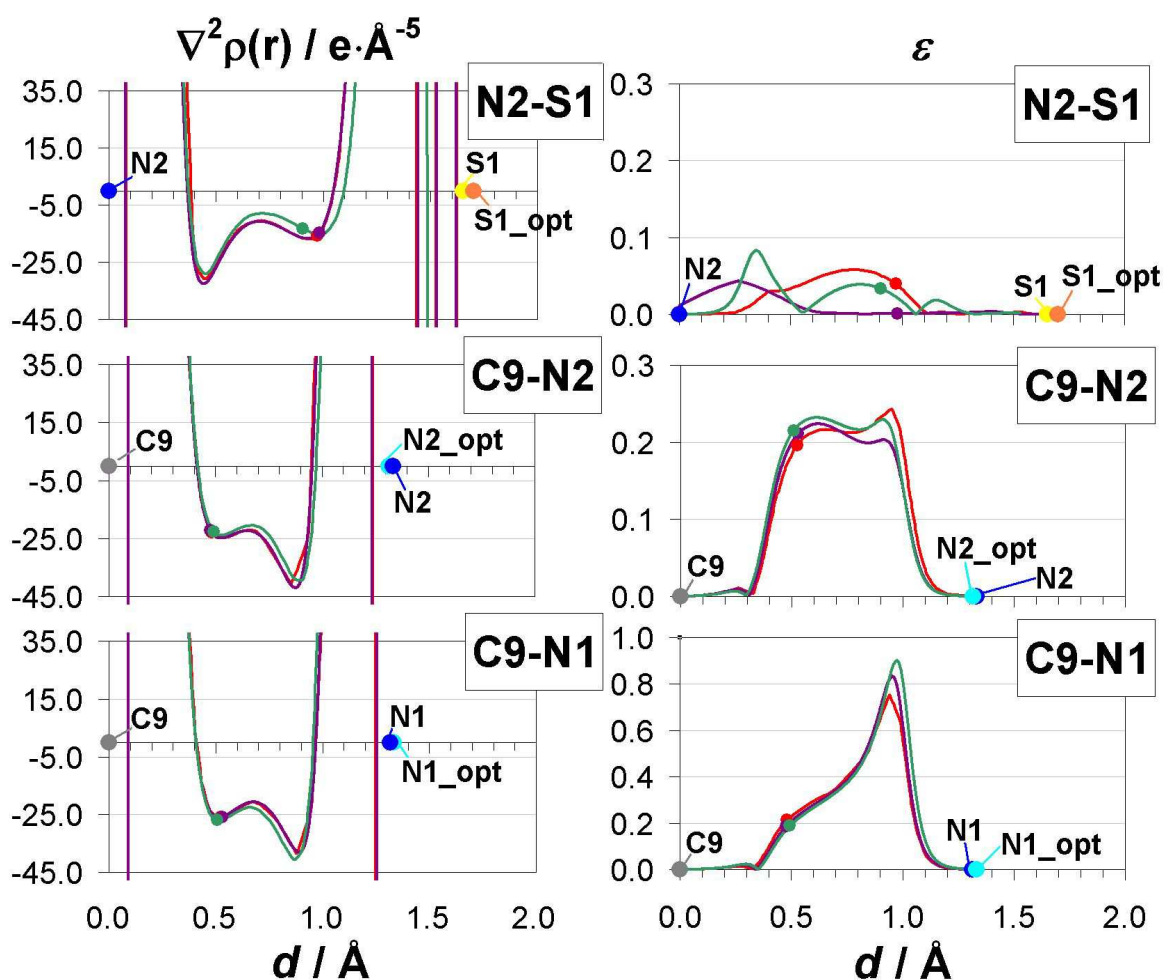 ∇²ρ(r) / e·Å⁻⁵
ε
35.0
15.0
-5.0
-25.0
-45.0
N2-S1
N2
S1
S1_opt
0.3
0.2
0.1
0.0
N2-S1
N2
S1
S1_opt
35.0
15.0
-5.0
-25.0
-45.0
C9-N2
C9
N2_opt
N2
0.3
0.2
0.1
0.0
C9-N2
C9
N2_opt
N2
35.0
15.0
-5.0
-25.0
-45.0
C9-N1
C9
N1
N1_opt
0.0 0.5 1.0 1.5 2.0
d / Å
1.0
0.8
0.6
0.4
0.2
0.0
C9-N1
C9
N1
N1_opt
0.0 0.5 1.0 1.5 2.0
d / Å